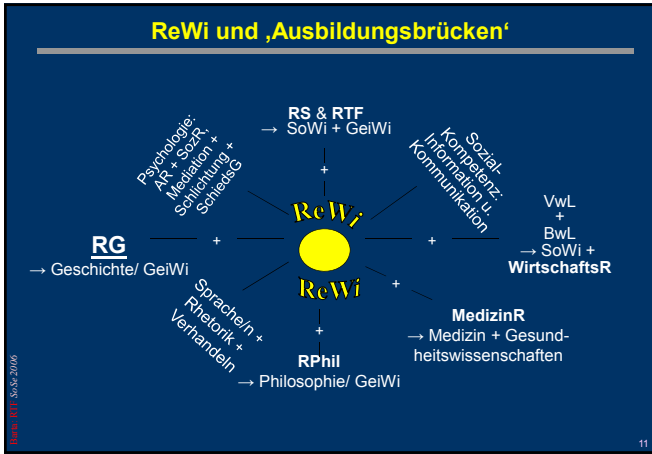 ReWi und ‚Ausbildungsbrücken‘
RS & RTF
→ SoWi + GeiWi
+
Psychologie:
AR + SozR,
Mediation +
Schlichtung +
SchiedsG
Sozial-
Kompetenz:
Information u.
Kommunikation
VwL
+
BwL
→ SoWi +
WirtschaftsR
ReWi
RG
→ Geschichte/ GeiWi
+
+
ReWi
+
MedizinR
→ Medizin + Gesund-
heitswissenschaften
Sprache/n +
Rhetorik +
Verhandeln
+
RPhil
→ Philosophie/ GeiWi
Barta: RTI SoSe 2006
11